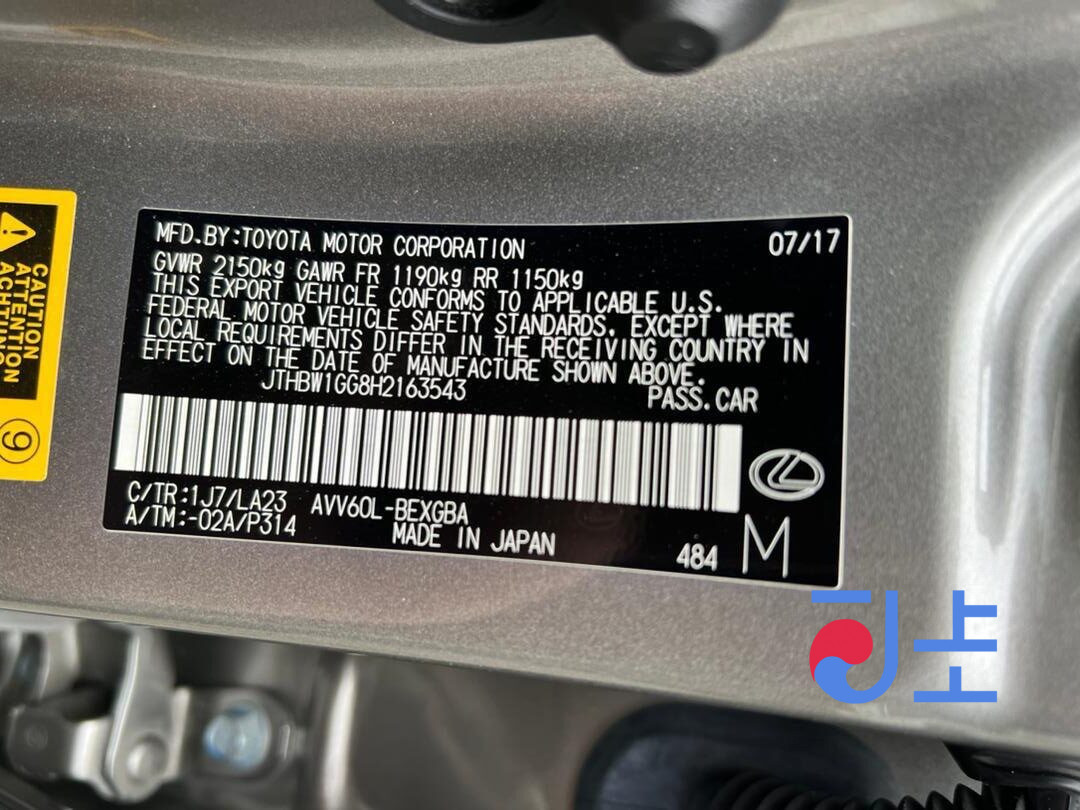 MFD.BY:TOYOTA MOTOR CORPORATION 07/17
GVWR 2150kg GAWR FR 1190kg RR 1150kg
THIS EXPORT VEHICLE CONFORMS TO APPLICABLE U.S.
FEDERAL MOTOR VEHICLE SAFETY STANDARDS. EXCEPT WHERE
LOCAL REQUIREMENTS DIFFER IN THE RECEIVING COUNTRY IN
EFFECT ON THE DATE OF MANUFACTURE SHOWN ABOVE.
JTHBW1GG8H2163543 PASS.CAR
C/TR:1J7/LA23 AVV60L-BEXGBA
A/TM:-02A/P314 MADE IN JAPAN 484 M
CAUTION
ATTENTION
ACHTUNG
9